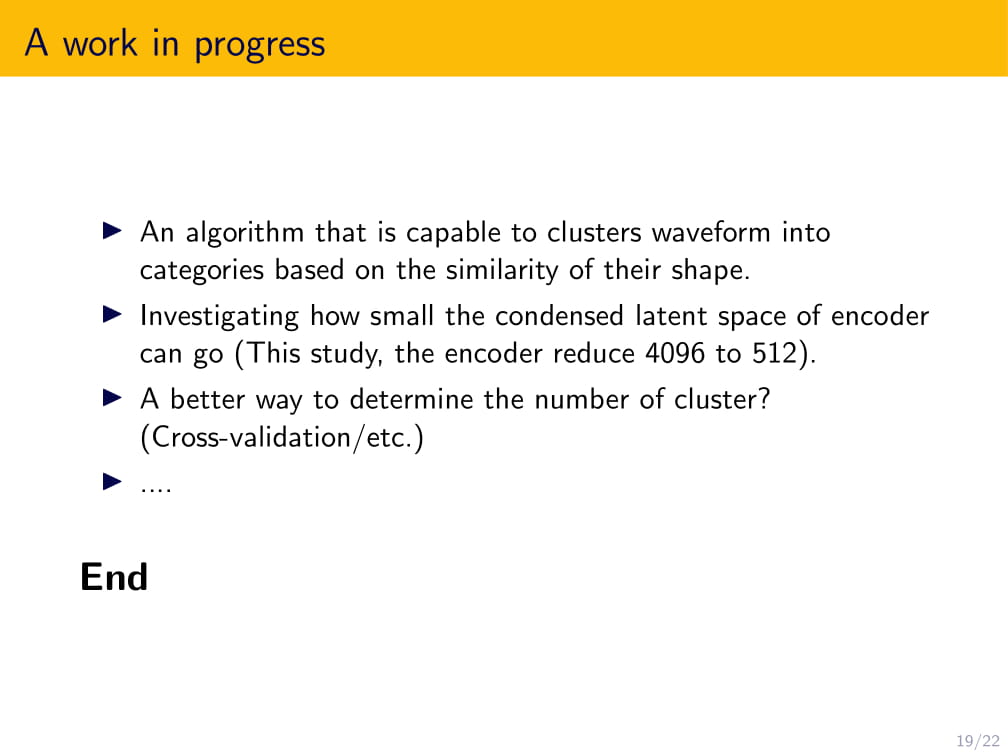 A work in progress
An algorithm that is capable to clusters waveform into
categories based on the similarity of their shape.
Investigating how small the condensed latent space of encoder
can go (This study, the encoder reduce 4096 to 512).
A better way to determine the number of cluster?
(Cross-validation/etc.)
....
End
19/22